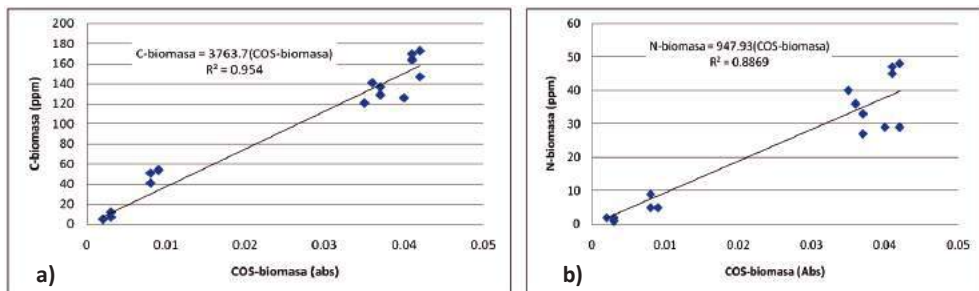 C-biomasa = 3763.7(COS-biomasa)
R² = 0.954
C-biomasa (ppm)
200
180
160
140
120
100
80
60
40
20
0
0 0.01 0.02 0.03 0.04 0.05
COS-biomasa (abs)
a)
N-biomasa = 947.93(COS-biomasa)
R² = 0.8869
N-biomasa (ppm)
60
50
40
30
20
10
0
0 0.01 0.02 0.03 0.04 0.05
COS-biomasa (Abs)
b)